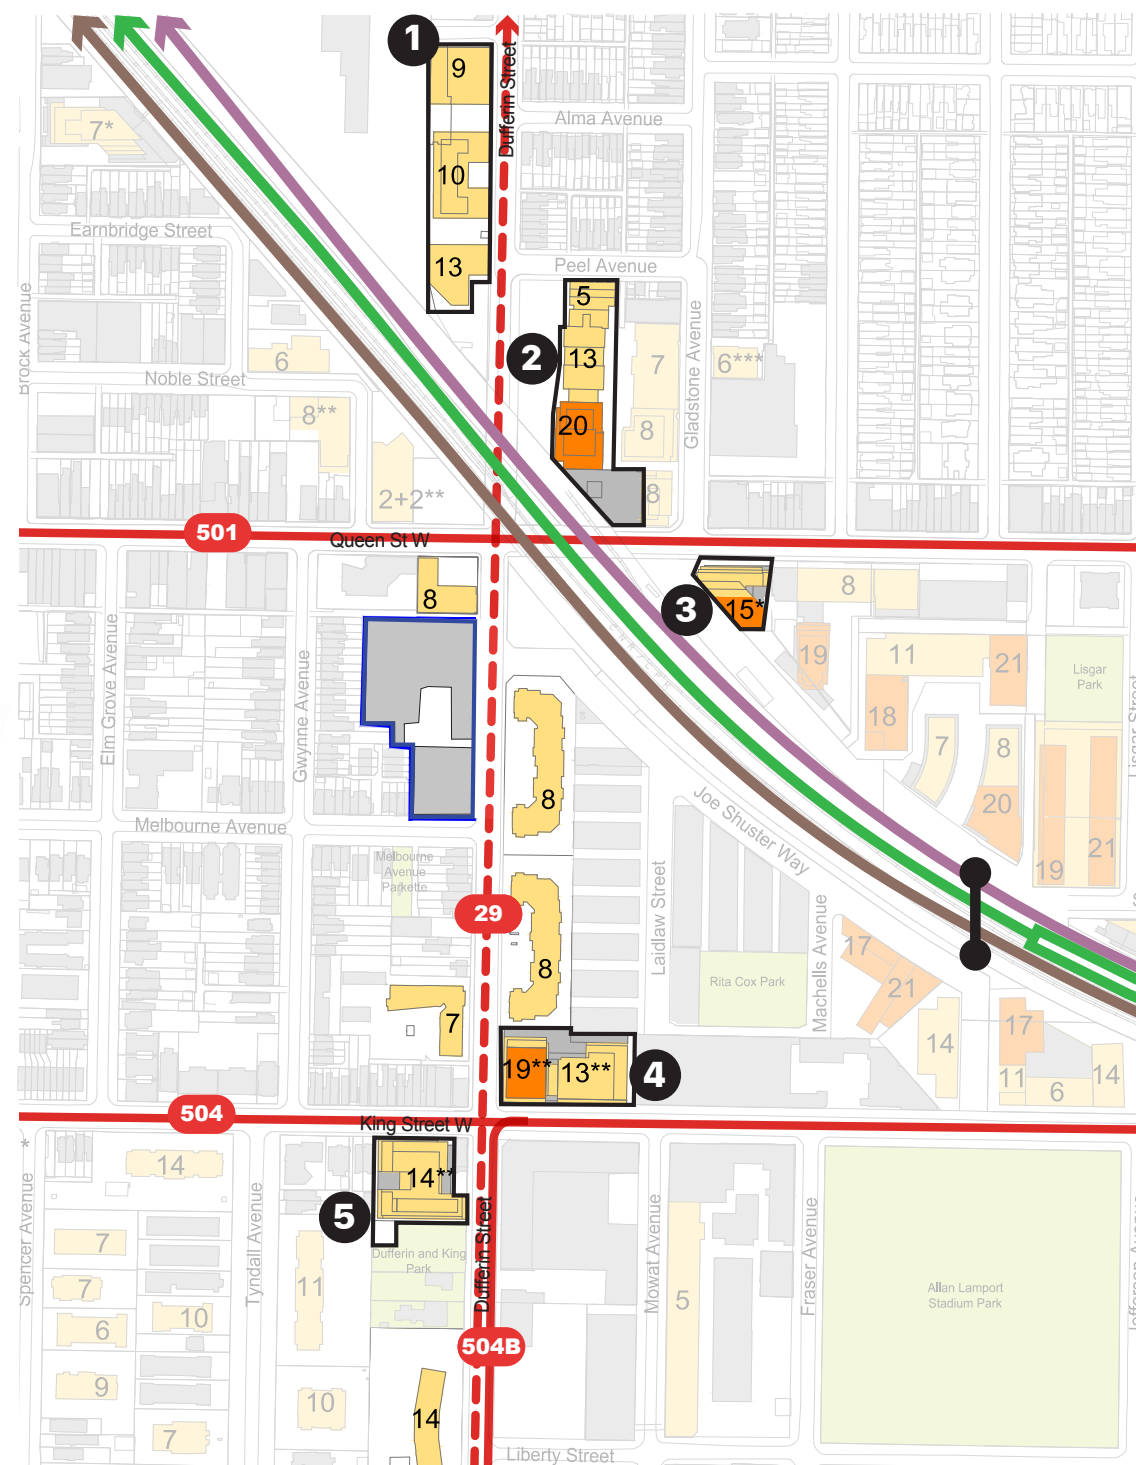 1
9
Dufferin Street
Alma Avenue
7*
10
Earnbridge Street
13
Peel Avenue
5
Brock Avenue
2
13
7
6***
6
Gladstone Avenue
Noble Street
8**
20
8
2+2**
8
501
Queen St W
8
3
15*
8
CNR/CPR
19
11
21
Lisgar
Park
Elm Grove Avenue
Gwynne Avenue
18
7
8
Lisgar Street
8
20
Joe Shuster Way
Melbourne Avenue
Melbourne
Avenue
Parkette
19
21
Laidlaw Street
29
Machells Avenue
17
8
Rita Cox Park
21
7
17
14
19**
13**
4
11
6
14
504
King Street W
*
14
14**
5
Spencer Avenue
Tyndall Avenue
Dufferin Street
Mowat Avenue
Fraser Avenue
Jefferson Avenue
7
Dufferin and King
Park
11
7
5
Allan Lamport
Stadium Park
10
6
504B
9
10
14
7
Liberty Street